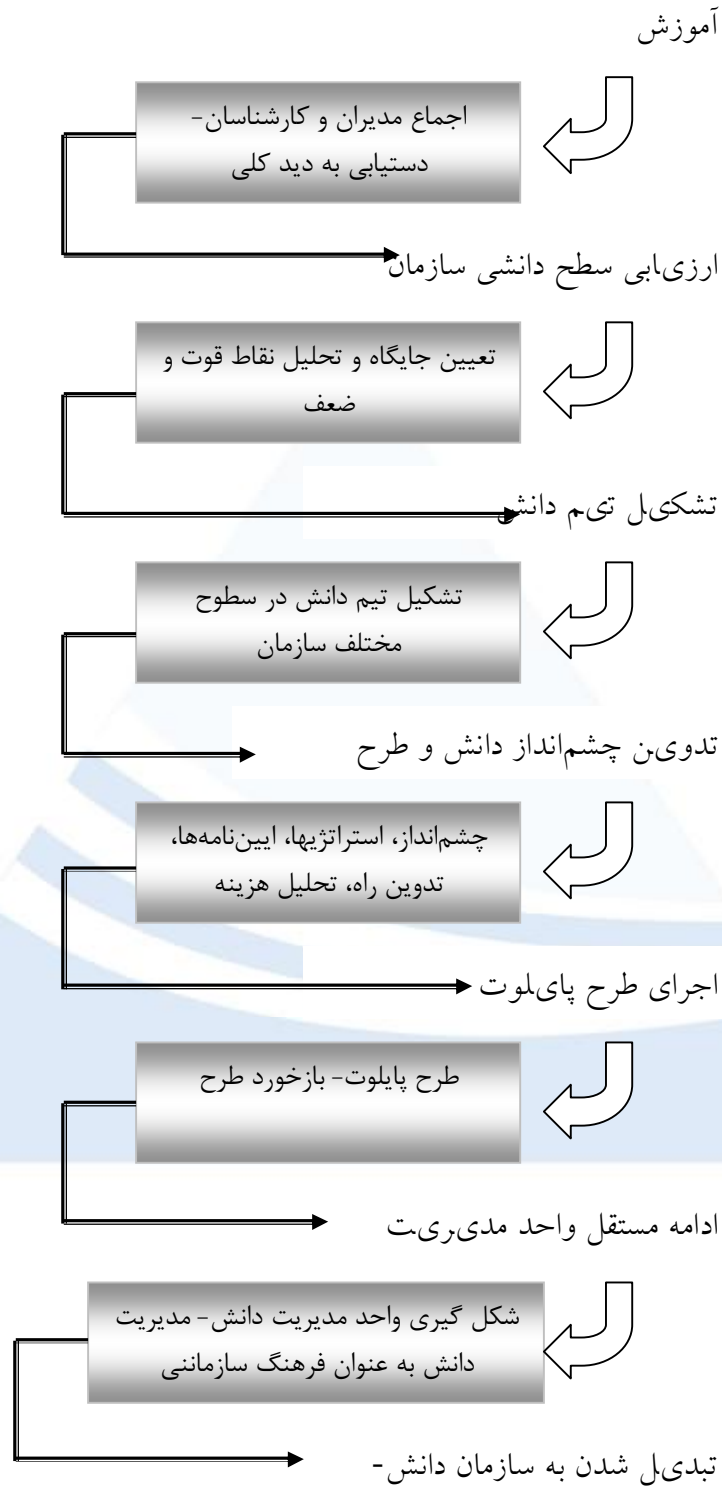 آموزش
اجماع مدیران و کارشناسان-
دستیابی به دید کلی
ارزیابی سطح دانشی سازمان
تعیین جایگاه و تحلیل نقاط قوت و
ضعف
تشکیل تیم دانش
تشکیل تیم دانش در سطوح
مختلف سازمان
تدوین چشم‌انداز دانش و طرح
چشم‌انداز، استراتژیها، ایین‌نامه‌ها،
تدوین راه، تحلیل هزینه
اجرای طرح پایلوت
طرح پایلوت- بازخورد طرح
ادامه مستقل واحد مدیریت
شکل گیری واحد مدیریت دانش- مدیریت
دانش به عنوان فرهنگ سازماننی
تبدیل شدن به سازمان دانش-